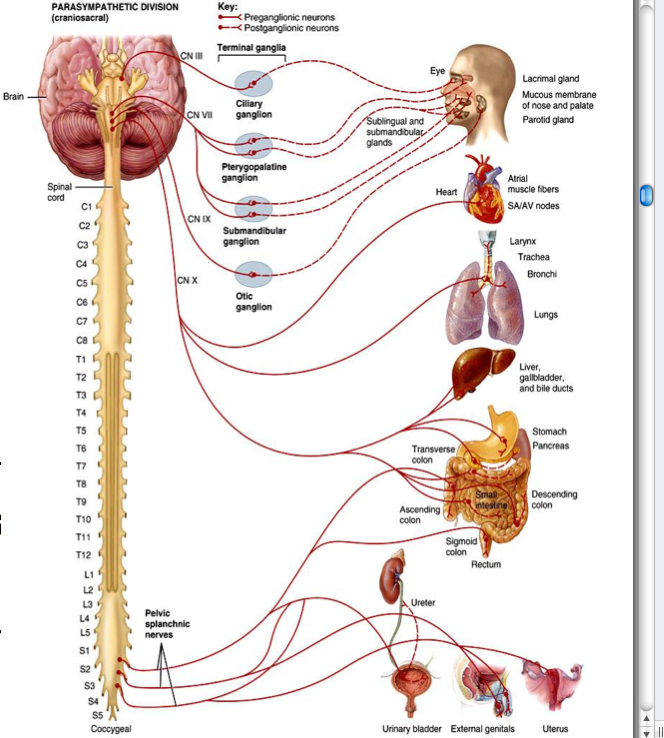 PARASYMPATHETIC DIVISION
(craniosacral)
Key:
Preganglionic neurons
Postganglionic neurons
Terminal ganglia
CN III
Eye
Lacrimal gland
Brain
Ciliary
ganglion
Mucous membrane
of nose and palate
CN VII
Sublingual and
submandibular
glands
Parotid gland
Pterygopalatine
ganglion
Spinal
cord
Heart
Atrial
muscle fibers
SA/AV nodes
C1
C2
C3
C4
C5
C6
C7
C8
T1
T2
T3
T4
T5
T6
T7
T8
T9
T10
T11
T12
L1
L2
L3
L4
L5
S1
S2
S3
S4
S5
Coccygeal
CN IX
Submandibular
ganglion
Larynx
Trachea
Bronchi
CN X
Otic
ganglion
Lungs
Liver,
gallbladder,
and bile ducts
Stomach
Pancreas
Transverse
colon
Small
intestine
Descending
colon
Ascending
colon
Sigmoid
colon
Rectum
Ureter
Pelvic
splanchnic
nerves
Urinary bladder
External genitals
Uterus